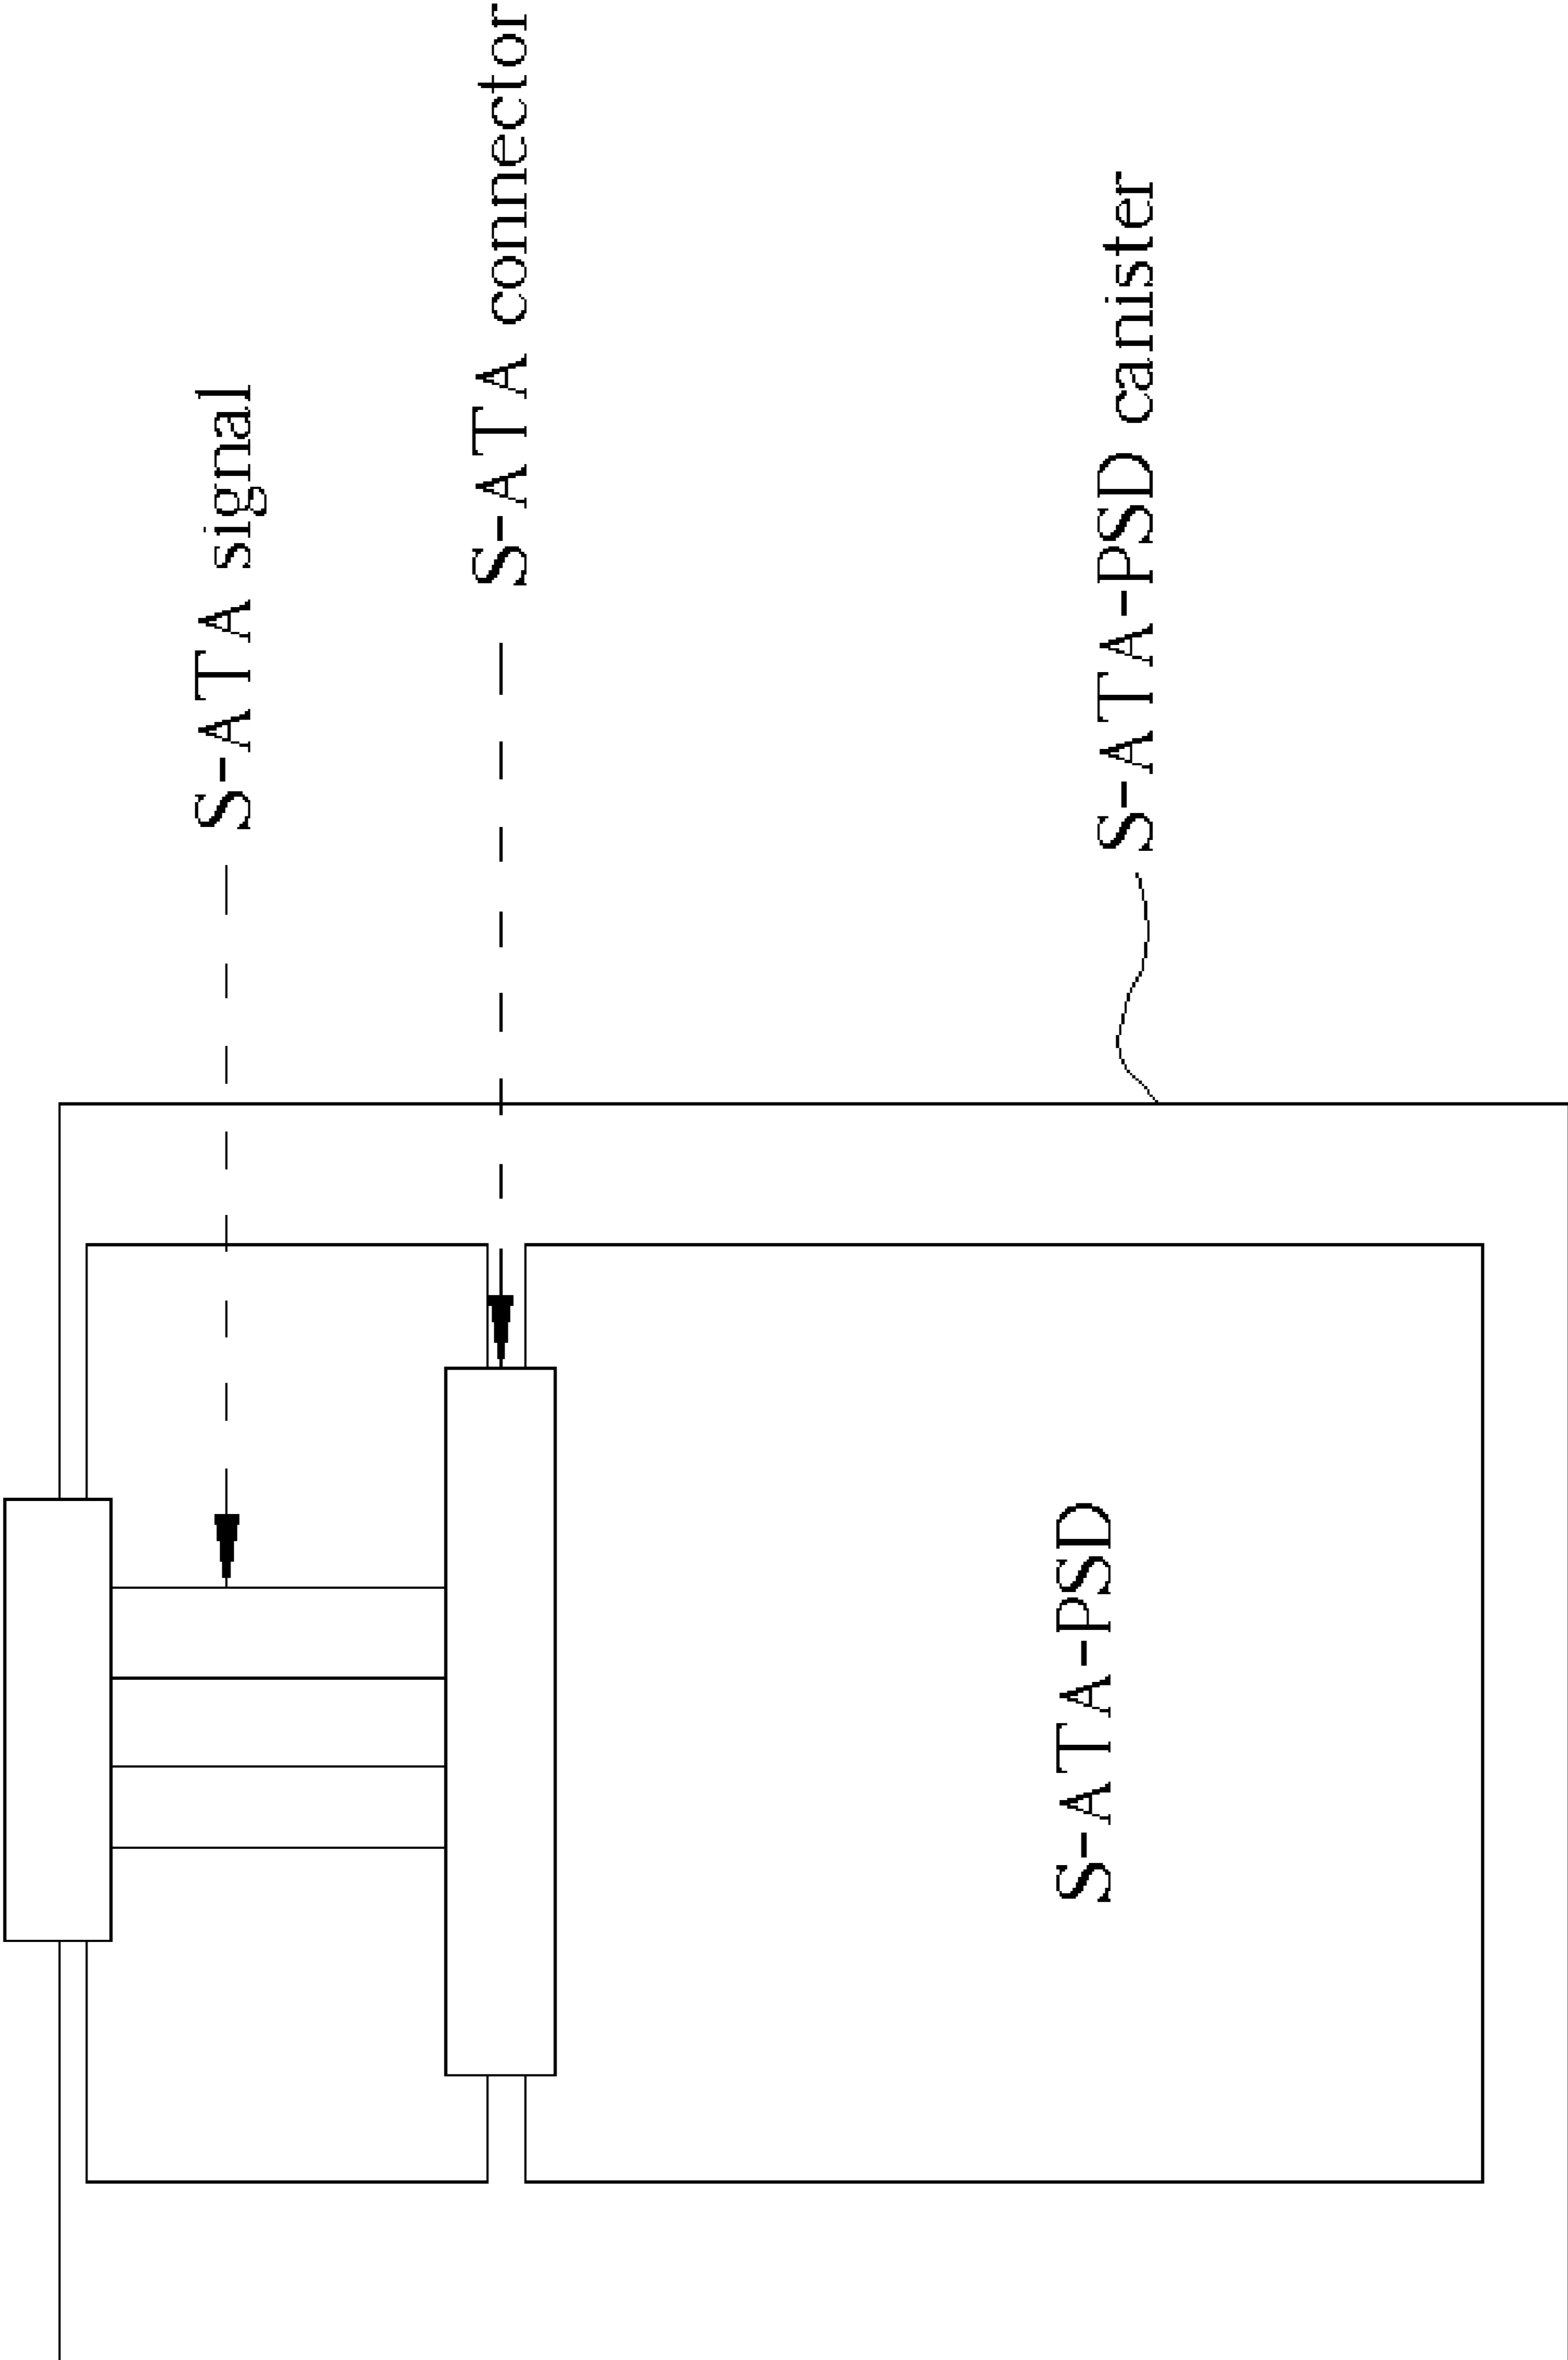 S-ATA signal
S-ATA connector
S-ATA-PSD canister
S-ATA-PSD